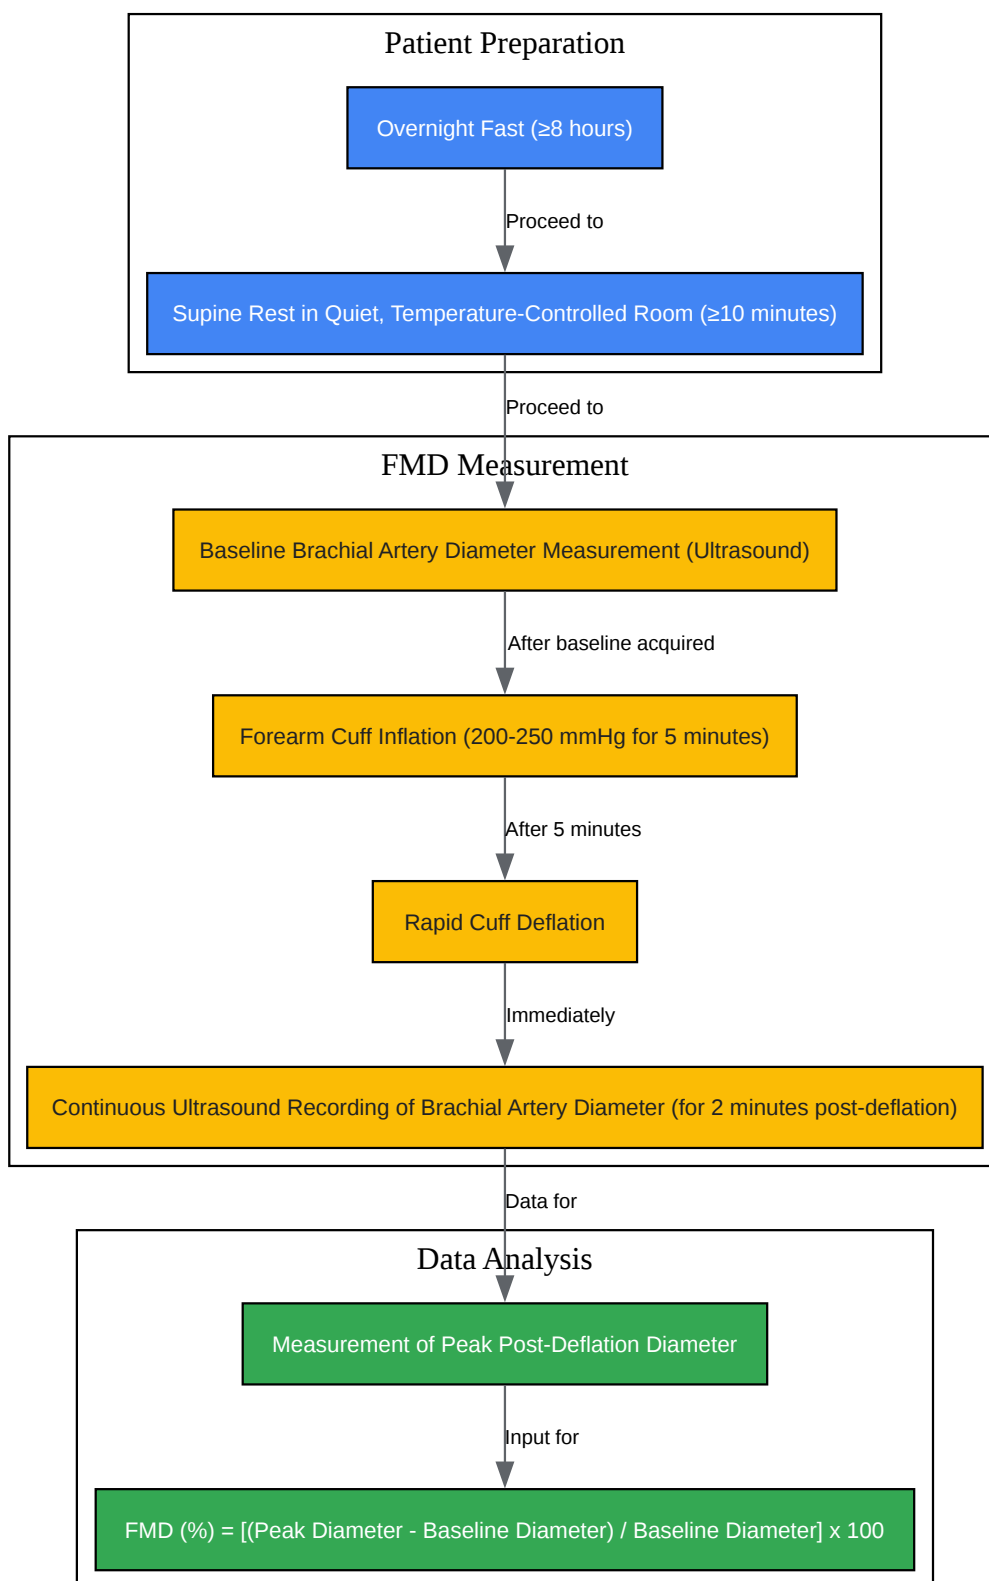 Patient Preparation
Overnight Fast (≥8 hours)
Proceed to
Supine Rest in Quiet, Temperature-Controlled Room (≥10 minutes)
Proceed to
FMD Measurement
Baseline Brachial Artery Diameter Measurement (Ultrasound)
After baseline acquired
Forearm Cuff Inflation (200-250 mmHg for 5 minutes)
After 5 minutes
Rapid Cuff Deflation
Immediately
Continuous Ultrasound Recording of Brachial Artery Diameter (for 2 minutes post-deflation)
Data for
Data Analysis
Measurement of Peak Post-Deflation Diameter
Input for
FMD (%) = [(Peak Diameter - Baseline Diameter) / Baseline Diameter] x 100